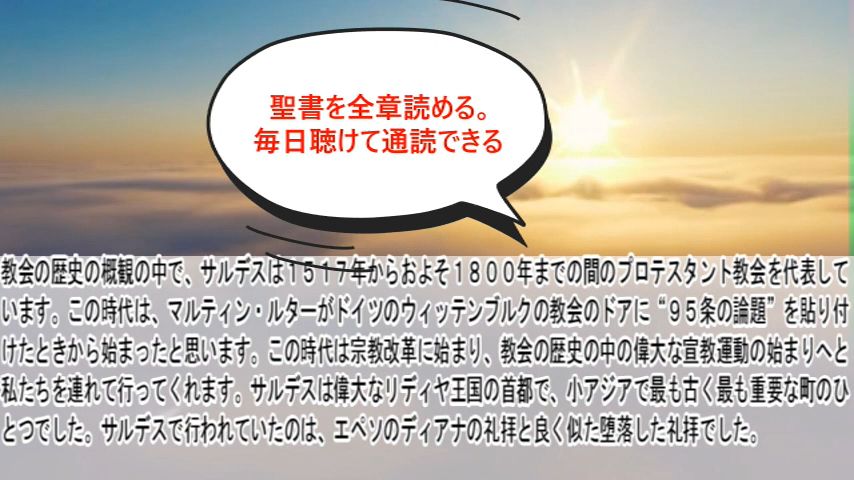 聖書を全章読める。
毎日聴けて通読できる
教会の歴史の概観の中で、サルデスは1517年からおよそ1800年までの間のプロテスタント教会を代表して
います。この時代は、マルティン・ルターがドイツのウィッテンブルクの教会のドアに“95条の論題”を貼り付
けたときから始まったと思います。この時代は宗教改革に始まり、教会の歴史の中の偉大な宣教運動の始まりへと
私たちを連れて行ってくれます。サルデスは偉大なリディヤ王国の首都で、小アジアで最も古く最も重要な町のひ
とつでした。サルデスで行われていたのは、エペソのディアナの礼拝と良く似た堕落した礼拝でした。